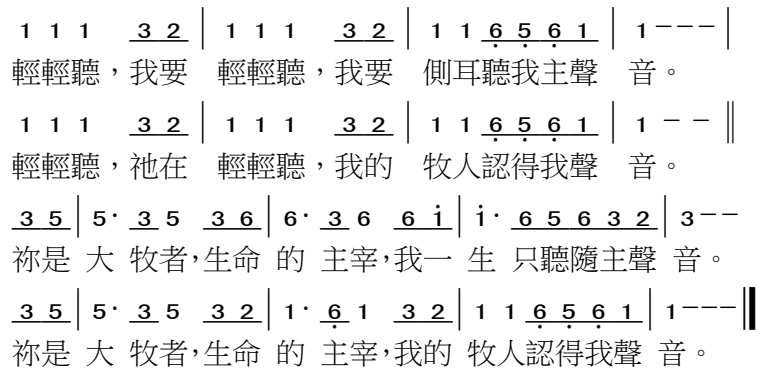 1 1 1 3 2 | 1 1 1 3 2 | 1 1 6̣ 5̣ 6̣ 1 | 1 – – – |
輕輕聽，我要 輕輕聽，我要 側耳聽我主聲 音。
1 1 1 3 2 | 1 1 1 3 2 | 1 1 6̣ 5̣ 6̣ 1 | 1 – – ‖
輕輕聽，祂在 輕輕聽，我的 牧人認得我聲 音。
3 5 | 5· 3 5 3 6 | 6· 3 6 6 i̇ | i̇· 6 5 6 3 2 | 3 – –
祢是 大 牧者，生命 的 主宰，我一 生 只聽隨主聲 音。
3 5 | 5· 3 5 3 2 | 1· 6̣ 1 3 2 | 1 1 6̣ 5̣ 6̣ 1 | 1 – – – ‖
祢是 大 牧者，生命 的 主宰，我的 牧人認得我聲 音。